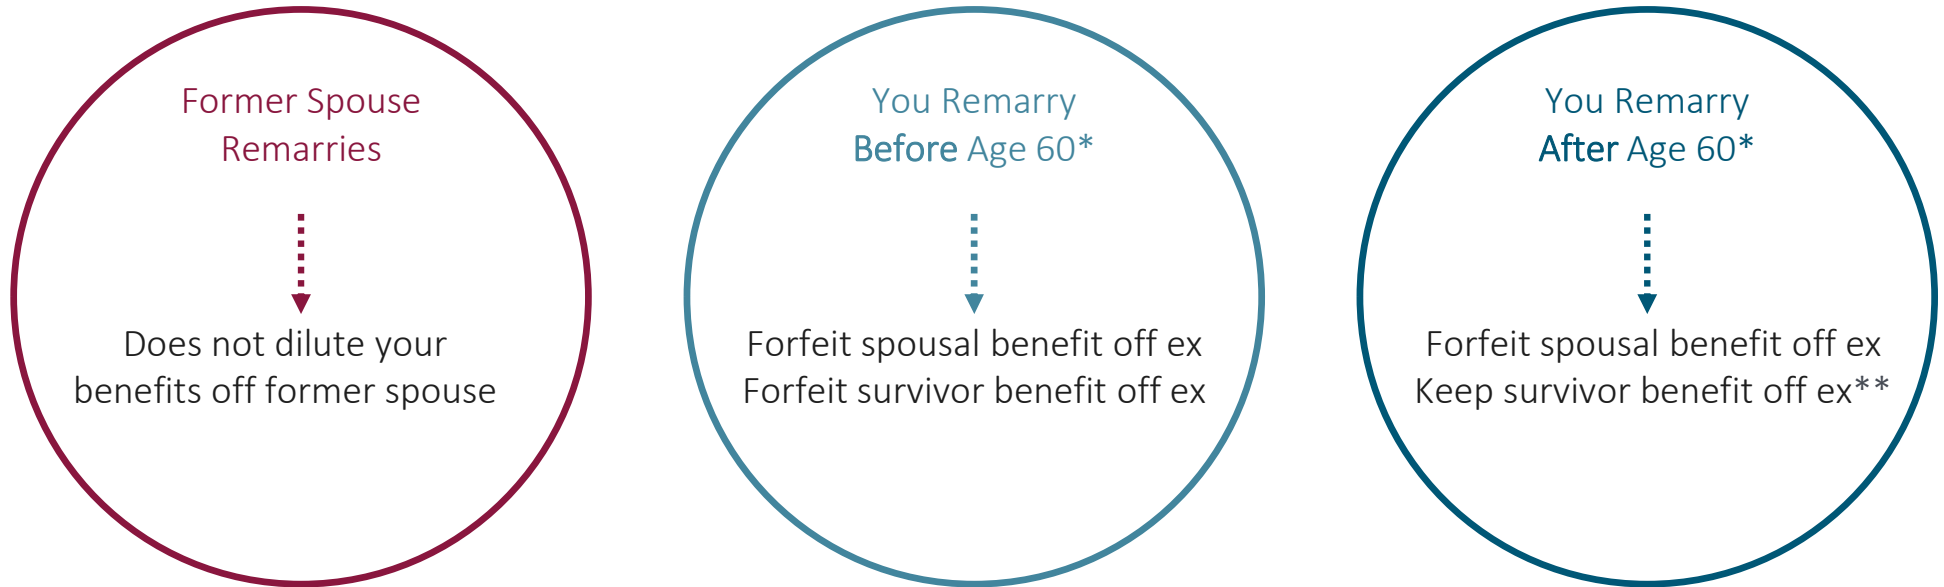 Former Spouse
Remarries
Does not dilute your
benefits off former spouse
You Remarry
Before Age 60*
Forfeit spousal benefit off ex
Forfeit survivor benefit off ex
You Remarry
After Age 60*
Forfeit spousal benefit off ex
Keep survivor benefit off ex**